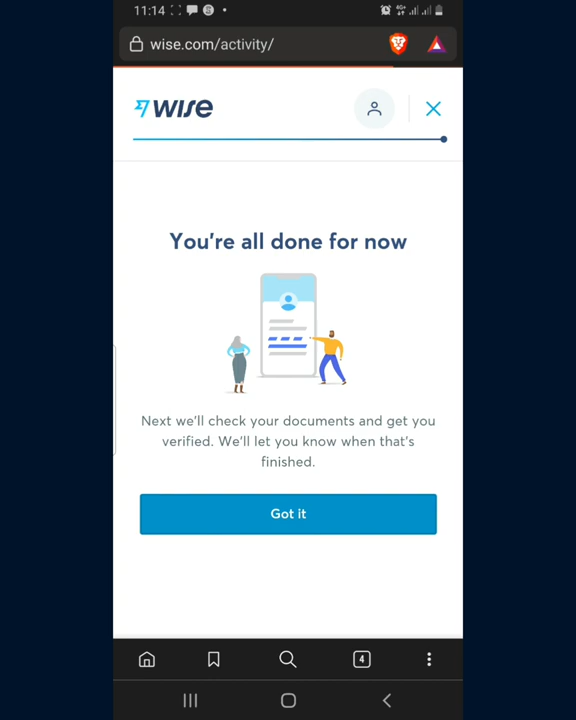 11:14
wise.com/activity/
WISE
You're all done for now
Next we'll check your documents and get you
verified. We'll let you know when that's
finished.
Got it
4